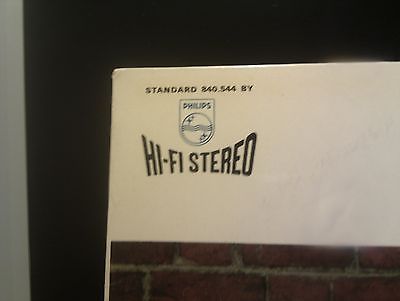 STANDARD 840.544 BY
PHILIPS
HI-FI STEREO